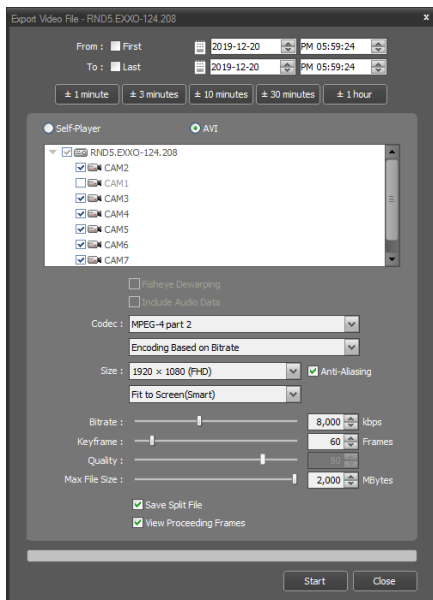 Export Video File - RND5.EXXO-124.208 x
From : First 2019-12-20 PM 05:59:24
To : Last 2019-12-20 PM 05:59:24
± 1 minute ± 3 minutes ± 10 minutes ± 30 minutes ± 1 hour
Self-Player AVI
RND5.EXXO-124.208
CAM2
CAM1
CAM3
CAM4
CAM5
CAM6
CAM7
Fisheye Dewarping
Include Audio Data
Codec : MPEG-4 part 2
Encoding Based on Bitrate
Size : 1920 × 1080 (FHD) Anti-Aliasing
Fit to Screen(Smart)
Bitrate : 8,000 kbps
Keyframe : 60 Frames
Quality : 80
Max File Size : 2,000 MBytes
Save Split File
View Proceeding Frames
Start Close